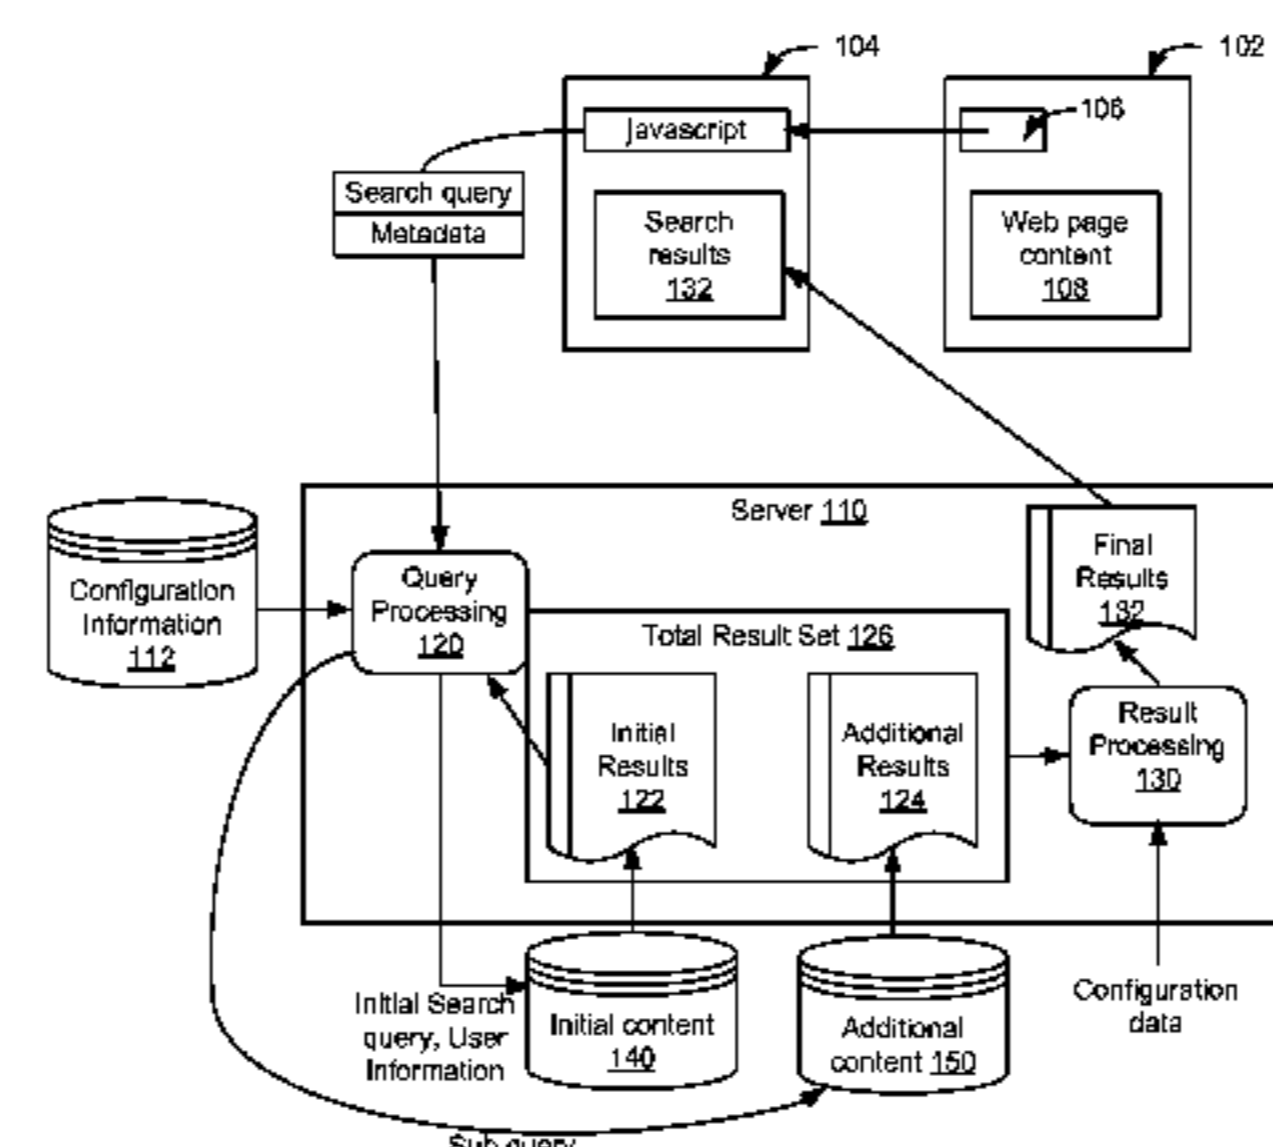 104
102
Javascript
106
Search query
Metadata
Search
results
132
Web page
content
108
Server 110
Configuration
Information
112
Query
Processing
120
Total Result Set 126
Final
Results
132
Initial
Results
122
Additional
Results
124
Result
Processing
130
Initial Search
query, User
Information
Initial content
140
Additional
content 150
Configuration
data
Sub query